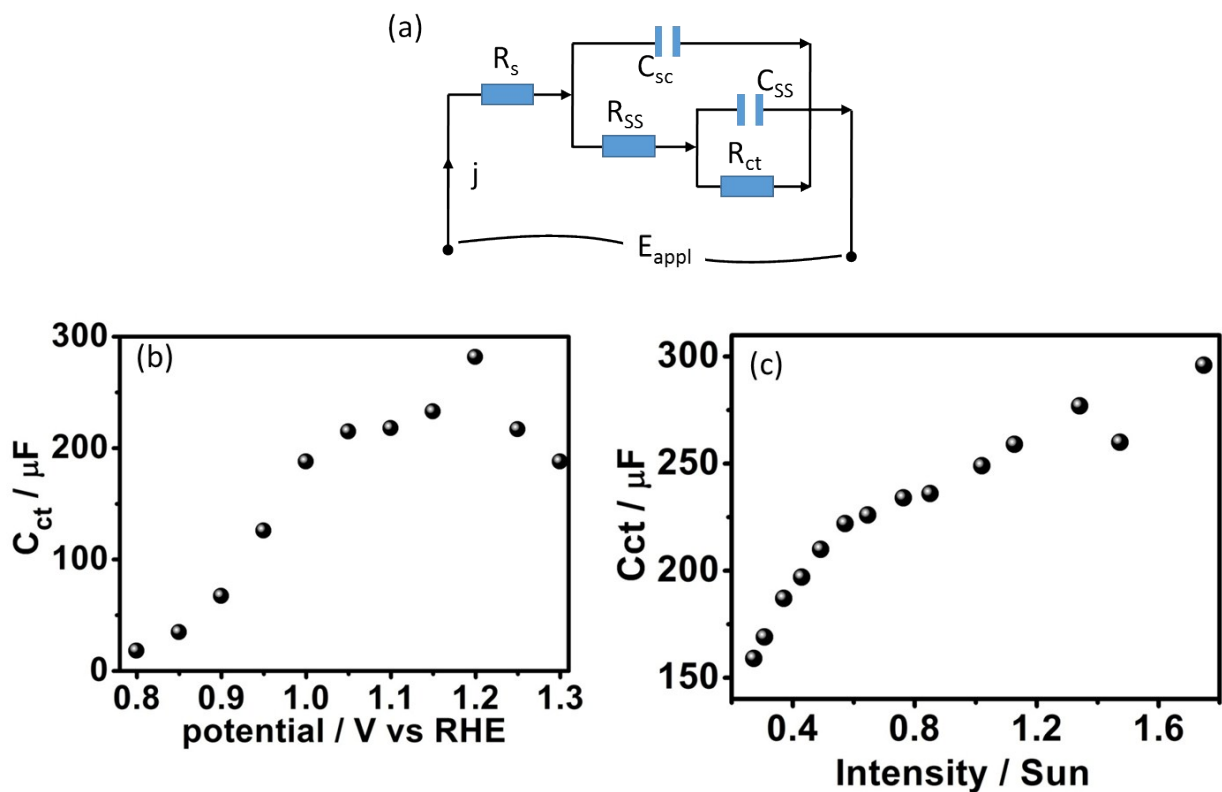 (a)
R_s
C_sc
C_SS
R_SS
R_ct
j
E_appl
(b)
300
200
100
0
0.8 0.9 1.0 1.1 1.2 1.3
C_ct / μF
potential / V vs RHE
(c)
300
250
200
150
0.4 0.8 1.2 1.6
Cct / μF
Intensity / Sun